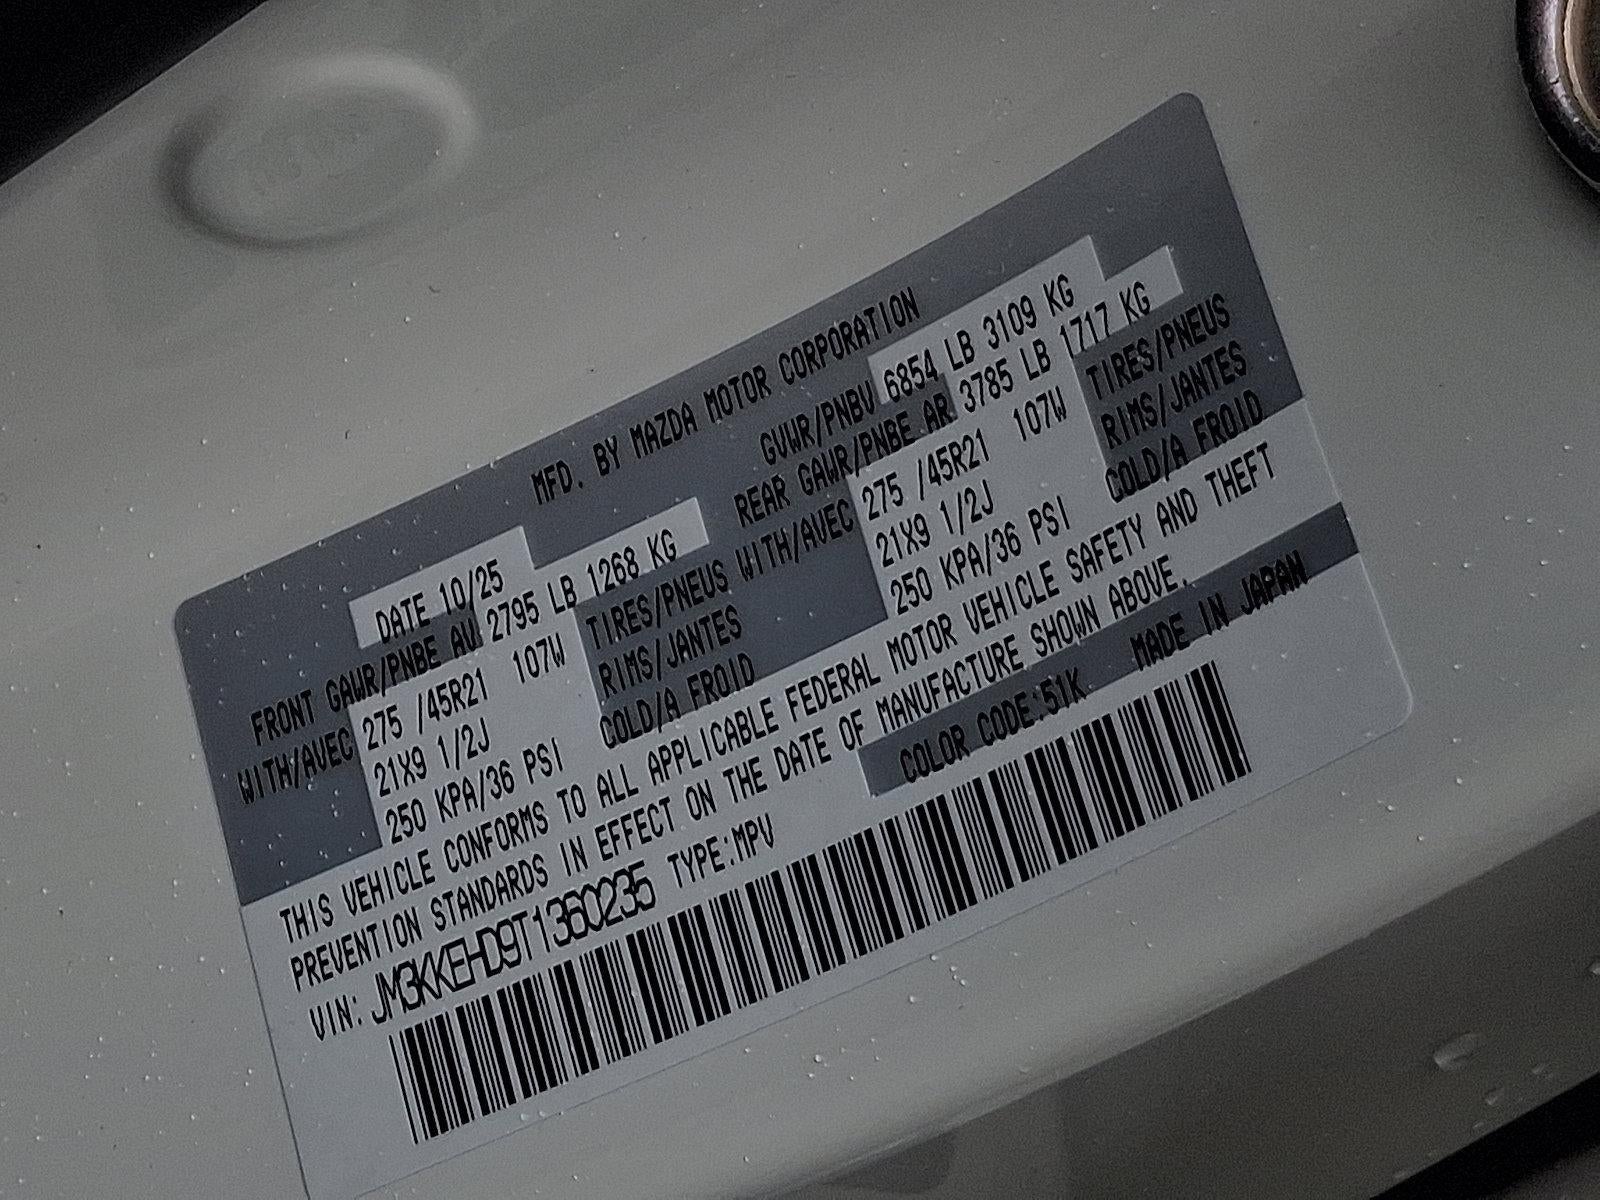 MFD. BY MAZDA MOTOR CORPORATION
DATE 10/25 GVWR/PNBV 6854 LB 3109 KG
FRONT GAWR/PNBE AV 2795 LB 1268 KG REAR GAWR/PNBE AR 3785 LB 1717 KG
WITH/AVEC 275 /45R21 107W TIRES/PNEUS WITH/AVEC 275 /45R21 107W TIRES/PNEUS
21X9 1/2J RIMS/JANTES 21X9 1/2J RIMS/JANTES
250 KPA/36 PSI COLD/A FROID 250 KPA/36 PSI COLD/A FROID
THIS VEHICLE CONFORMS TO ALL APPLICABLE FEDERAL MOTOR VEHICLE SAFETY AND THEFT
PREVENTION STANDARDS IN EFFECT ON THE DATE OF MANUFACTURE SHOWN ABOVE.
VIN: JM3KKEHD9T1360235 TYPE:MPV COLOR CODE:51K MADE IN JAPAN